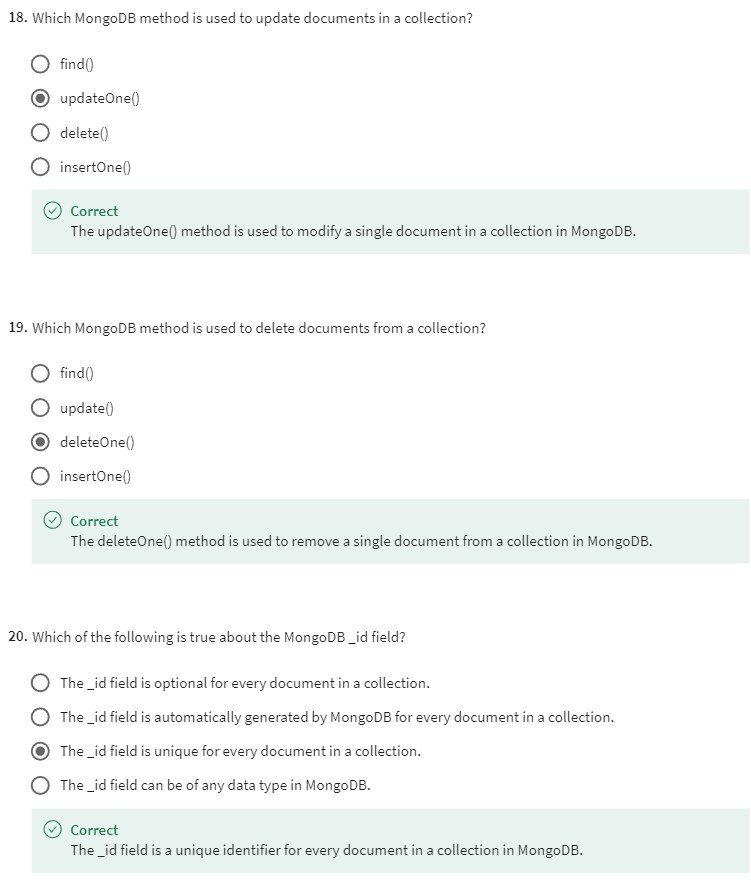 18. Which MongoDB method is used to update documents in a collection?
find()
updateOne()
delete()
insertOne()
Correct
The updateOne() method is used to modify a single document in a collection in MongoDB.
19. Which MongoDB method is used to delete documents from a collection?
find()
update()
deleteOne()
insertOne()
Correct
The deleteOne() method is used to remove a single document from a collection in MongoDB.
20. Which of the following is true about the MongoDB _id field?
The _id field is optional for every document in a collection.
The _id field is automatically generated by MongoDB for every document in a collection.
The _id field is unique for every document in a collection.
The _id field can be of any data type in MongoDB.
Correct
The _id field is a unique identifier for every document in a collection in MongoDB.